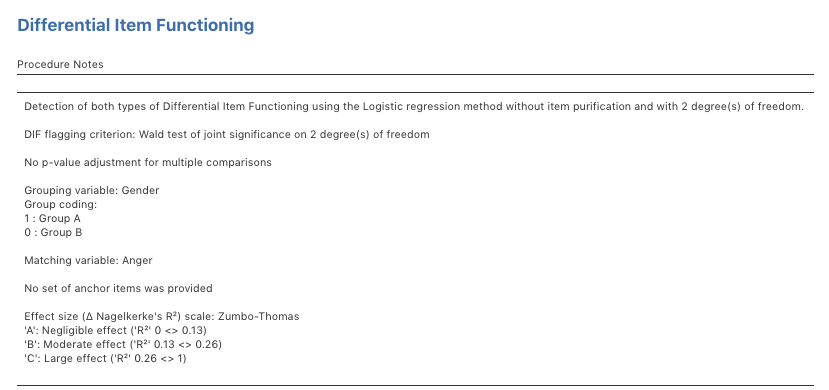 Differential Item Functioning
Procedure Notes
Detection of both types of Differential Item Functioning using the Logistic regression method without item purification and with 2 degree(s) of freedom.
DIF flagging criterion: Wald test of joint significance on 2 degree(s) of freedom
No p-value adjustment for multiple comparisons
Grouping variable: Gender
Group coding:
1 : Group A
0 : Group B
Matching variable: Anger
No set of anchor items was provided
Effect size (Δ Nagelkerke's R²) scale: Zumbo-Thomas
'A': Negligible effect ('R²' 0 <> 0.13)
'B': Moderate effect ('R²' 0.13 <> 0.26)
'C': Large effect ('R²' 0.26 <> 1)